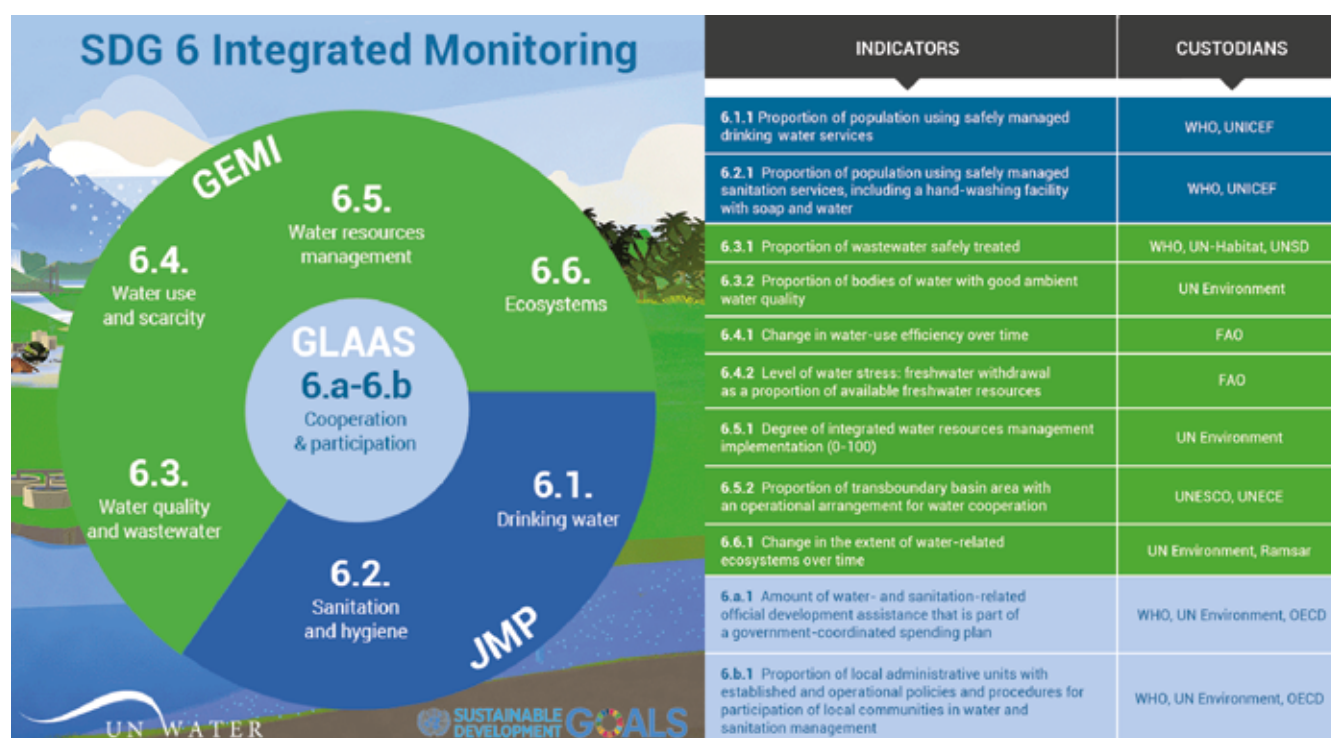 SDG 6 Integrated Monitoring
GEMI
6.5.
Water resources
management
6.4.
Water use
and scarcity
6.6.
Ecosystems
GLAAS
6.a-6.b
Cooperation
& participation
6.3.
Water quality
and wastewater
6.1.
Drinking water
6.2.
Sanitation
and hygiene
JMP
UN WATER
SUSTAINABLE
DEVELOPMENT GOALS
INDICATORS
CUSTODIANS
6.1.1 Proportion of population using safely managed
drinking water services
WHO, UNICEF
6.2.1 Proportion of population using safely managed
sanitation services, including a hand-washing facility
with soap and water
WHO, UNICEF
6.3.1 Proportion of wastewater safely treated
WHO, UN-Habitat, UNSD
6.3.2 Proportion of bodies of water with good ambient
water quality
UN Environment
6.4.1 Change in water-use efficiency over time
FAO
6.4.2 Level of water stress: freshwater withdrawal
as a proportion of available freshwater resources
FAO
6.5.1 Degree of integrated water resources management
implementation (0-100)
UN Environment
6.5.2 Proportion of transboundary basin area with
an operational arrangement for water cooperation
UNESCO, UNECE
6.6.1 Change in the extent of water-related
ecosystems over time
UN Environment, Ramsar
6.a.1 Amount of water- and sanitation-related
official development assistance that is part of
a government-coordinated spending plan
WHO, UN Environment, OECD
6.b.1 Proportion of local administrative units with
established and operational policies and procedures for
participation of local communities in water and
sanitation management
WHO, UN Environment, OECD